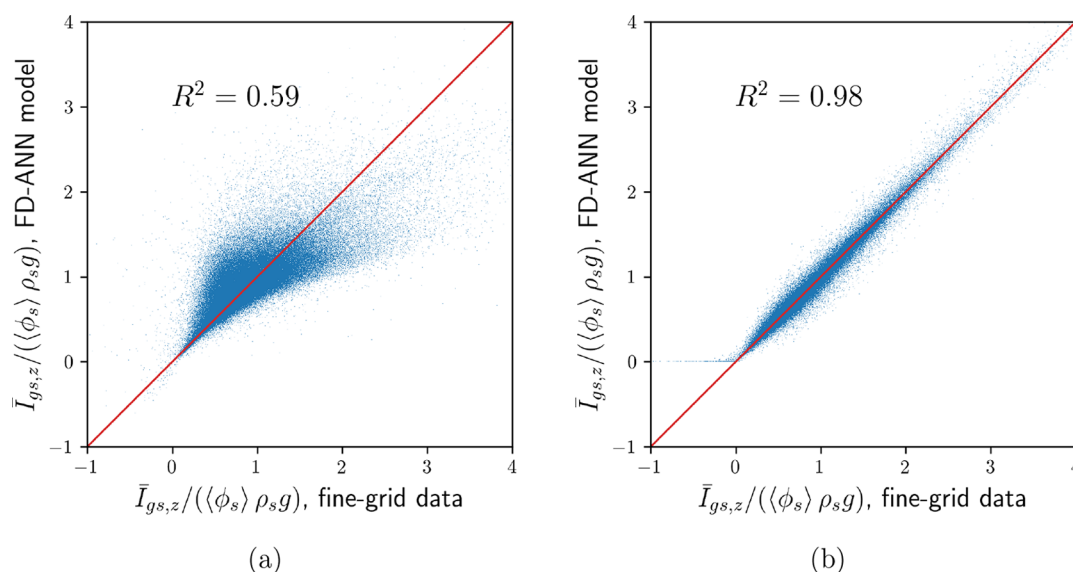 4
3
2
1
0
−1
−1 0 1 2 3 4
R² = 0.59
Ī_{gs,z}/(⟨ϕ_s⟩ ρ_s g), FD-ANN model
Ī_{gs,z}/(⟨ϕ_s⟩ ρ_s g), fine-grid data
(a)
4
3
2
1
0
−1
−1 0 1 2 3 4
R² = 0.98
Ī_{gs,z}/(⟨ϕ_s⟩ ρ_s g), FD-ANN model
Ī_{gs,z}/(⟨ϕ_s⟩ ρ_s g), fine-grid data
(b)